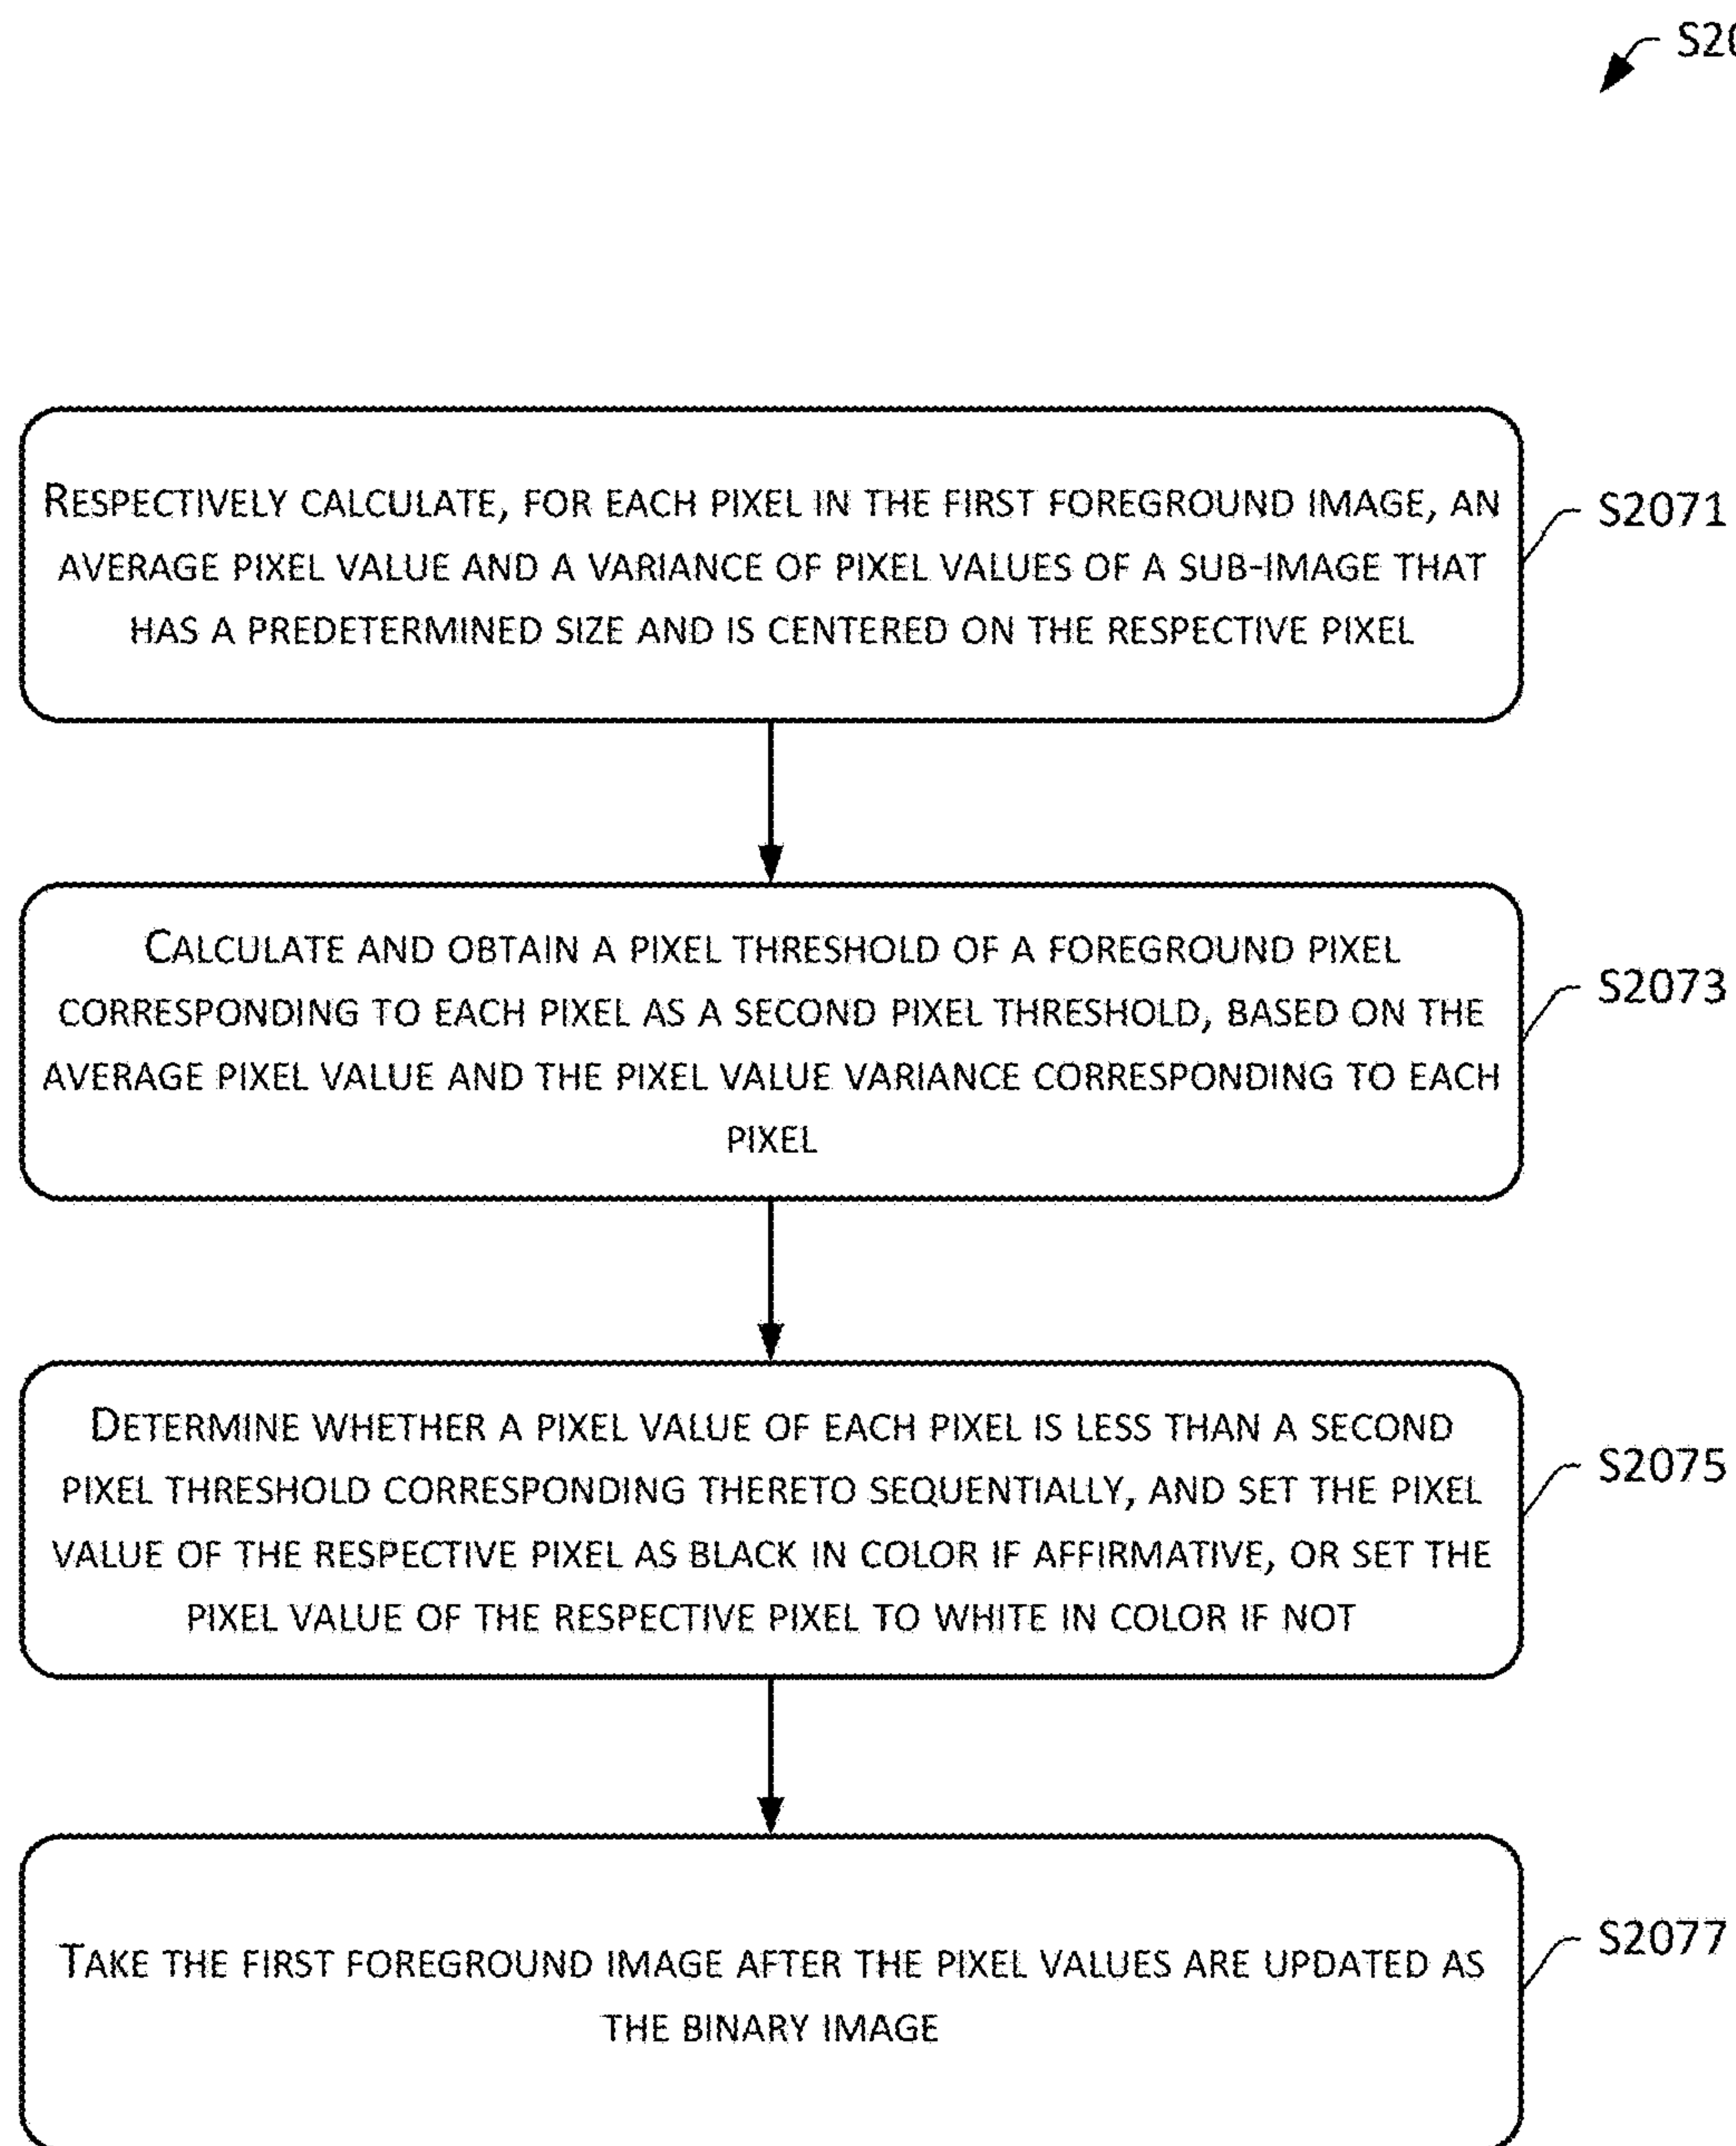 S20
RESPECTIVELY CALCULATE, FOR EACH PIXEL IN THE FIRST FOREGROUND IMAGE, AN
AVERAGE PIXEL VALUE AND A VARIANCE OF PIXEL VALUES OF A SUB-IMAGE THAT
HAS A PREDETERMINED SIZE AND IS CENTERED ON THE RESPECTIVE PIXEL
S2071
CALCULATE AND OBTAIN A PIXEL THRESHOLD OF A FOREGROUND PIXEL
CORRESPONDING TO EACH PIXEL AS A SECOND PIXEL THRESHOLD, BASED ON THE
AVERAGE PIXEL VALUE AND THE PIXEL VALUE VARIANCE CORRESPONDING TO EACH
PIXEL
S2073
DETERMINE WHETHER A PIXEL VALUE OF EACH PIXEL IS LESS THAN A SECOND
PIXEL THRESHOLD CORRESPONDING THERETO SEQUENTIALLY, AND SET THE PIXEL
VALUE OF THE RESPECTIVE PIXEL AS BLACK IN COLOR IF AFFIRMATIVE, OR SET THE
PIXEL VALUE OF THE RESPECTIVE PIXEL TO WHITE IN COLOR IF NOT
S2075
TAKE THE FIRST FOREGROUND IMAGE AFTER THE PIXEL VALUES ARE UPDATED AS
THE BINARY IMAGE
S2077